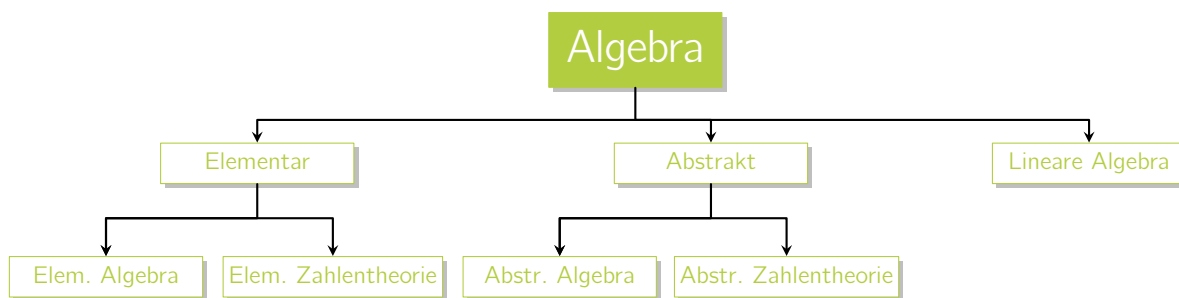 Algebra
Elementar
Abstrakt
Lineare Algebra
Elem. Algebra
Elem. Zahlentheorie
Abstr. Algebra
Abstr. Zahlentheorie